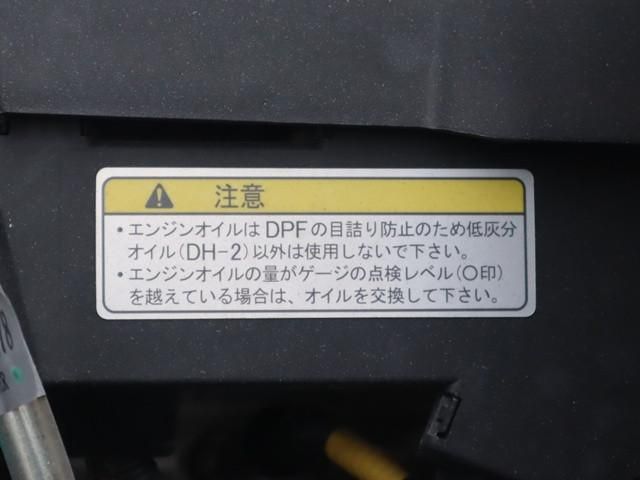 注意
・エンジンオイルはDPFの目詰り防止のため低灰分
オイル(DH-2)以外は使用しないで下さい。
・エンジンオイルの量がゲージの点検レベル(〇印)
を越えている場合は、オイルを交換して下さい。